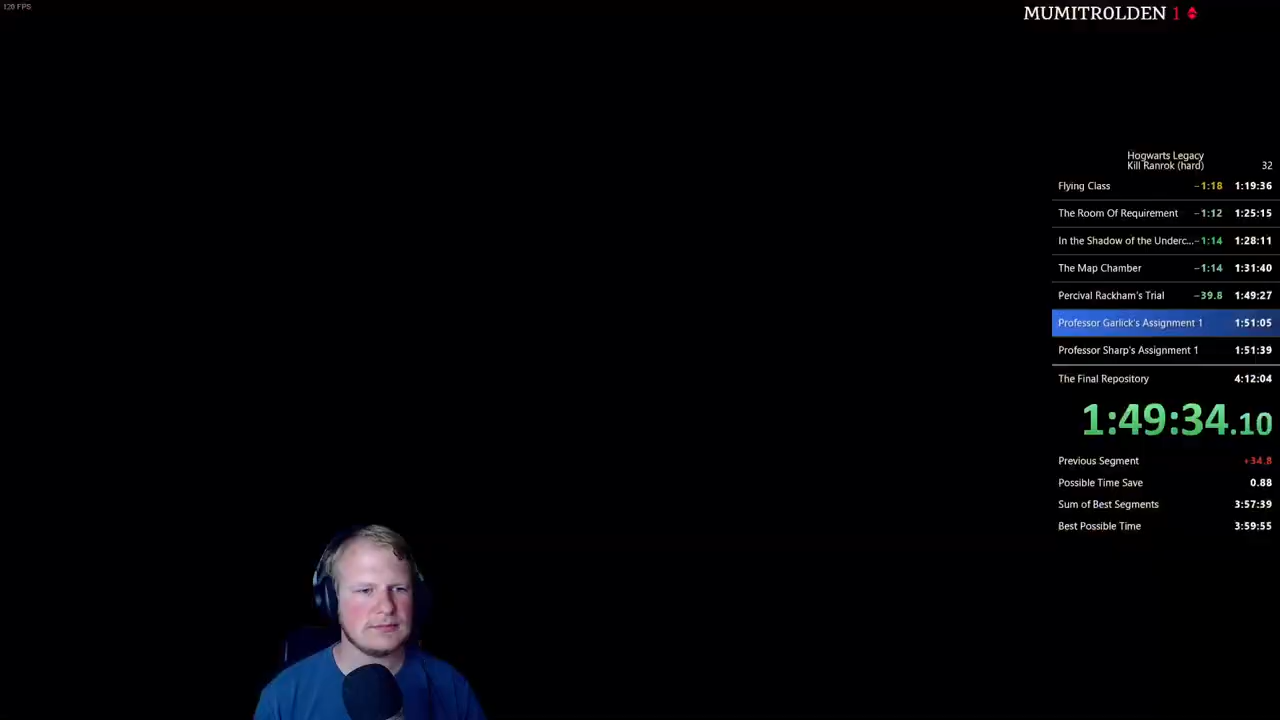 120 FPS
MUMITROLDEN 1
Hogwarts Legacy
Kill Ranrok (hard) 32
Flying Class −1:18 1:19:36
The Room Of Requirement −1:12 1:25:15
In the Shadow of the Underc... −1:14 1:28:11
The Map Chamber −1:14 1:31:40
Percival Rackham's Trial −39.8 1:49:27
Professor Garlick's Assignment 1 1:51:05
Professor Sharp's Assignment 1 1:51:39
The Final Repository 4:12:04
1:49:34.10
Previous Segment +34.8
Possible Time Save 0.88
Sum of Best Segments 3:57:39
Best Possible Time 3:59:55